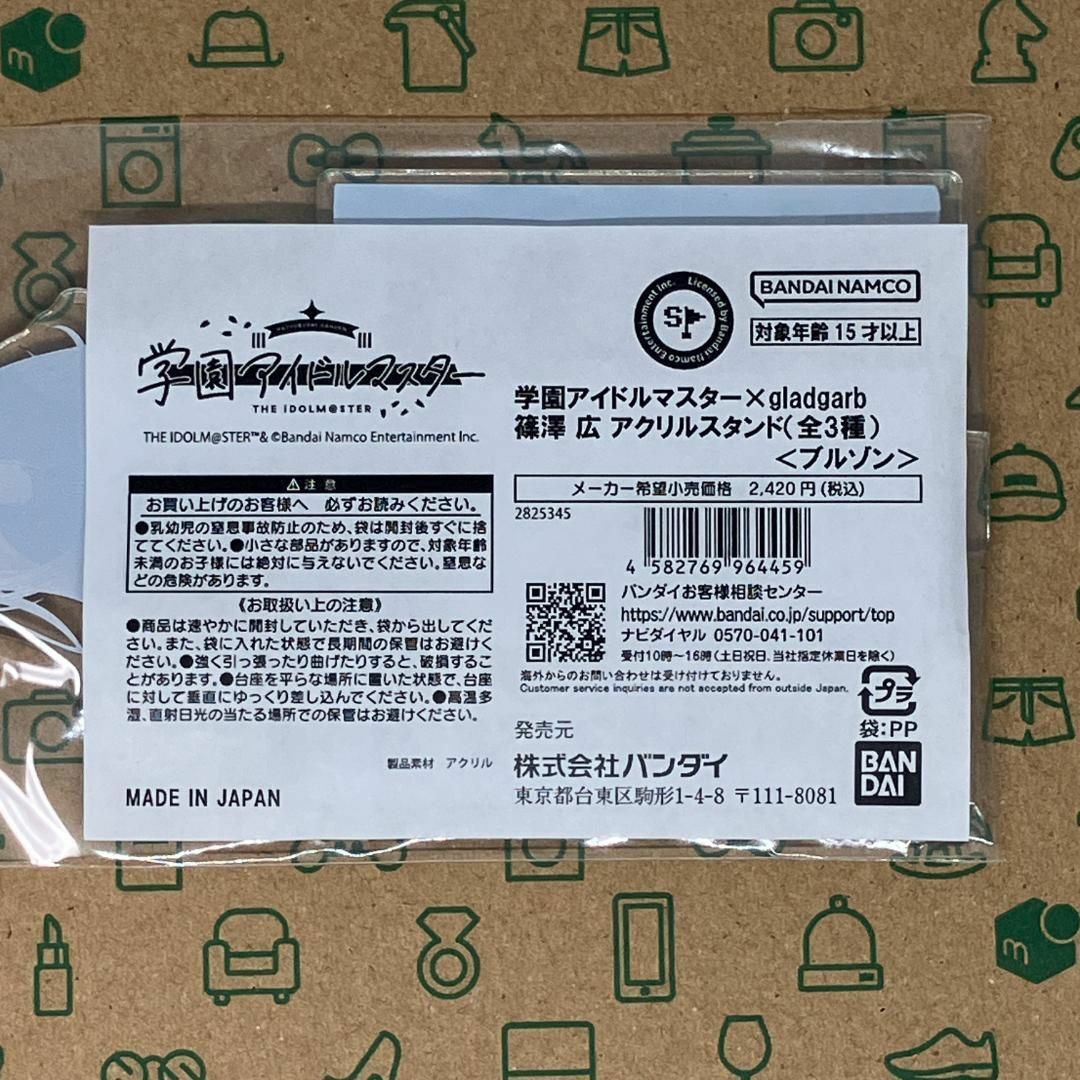 学園アイドルマスター
THE IDOLM@STER
THE IDOLM@STER™& ©Bandai Namco Entertainment Inc.
⚠注意
お買い上げのお客様へ 必ずお読みください。
●乳幼児の窒息事故防止のため、袋は開封後すぐに捨
ててください。●小さな部品がありますので、対象年齢
未満のお子様には絶対に与えないでください。窒息な
どの危険があります。
《お取扱い上の注意》
●商品は速やかに開封していただき、袋から出してくだ
さい。また、袋に入れた状態で長期間の保管はお避けく
ださい。●強く引っ張ったり曲げたりすると、破損するこ
とがあります。●台座を平らな場所に置いた状態で、台座
に対して垂直にゆっくり差し込んでください。●高温多
湿、直射日光の当たる場所での保管はお避けください。
製品素材 アクリル
MADE IN JAPAN
Licensed by Bandai Namco Entertainment Inc.
SP
BANDAI NAMCO
対象年齢15才以上
学園アイドルマスター×gladgarb
篠澤 広 アクリルスタンド(全3種)
<ブルゾン>
メーカー希望小売価格 2,420円(税込)
2825345
4 582769 964459
バンダイお客様相談センター
https://www.bandai.co.jp/support/top
ナビダイヤル 0570-041-101
受付10時〜16時(土日祝日、当社指定休業日を除く)
海外からのお問い合わせは受け付けておりません。
Customer service inquiries are not accepted from outside Japan.
プラ
袋:PP
発売元
株式会社バンダイ
東京都台東区駒形1-4-8 〒111-8081
BAN
DAI
m
m